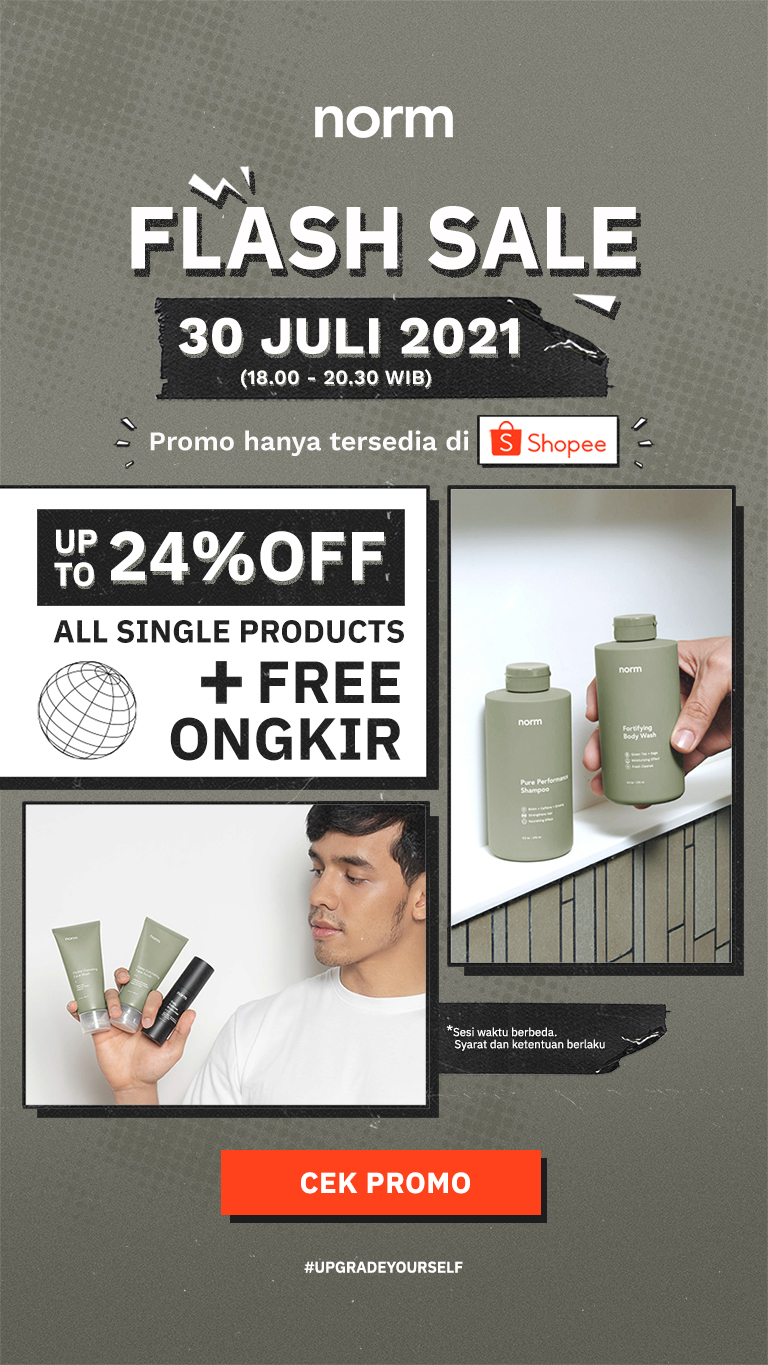 norm
FLASH SALE
30 JULI 2021
(18.00 - 20.30 WIB)
Promo hanya tersedia di
S Shopee
UP TO 24%OFF
ALL SINGLE PRODUCTS
+ FREE
ONGKIR
norm
Pure Performance
Shampoo
norm
Fortifying
Body Wash
*Sesi waktu berbeda.
Syarat dan ketentuan berlaku
CEK PROMO
#UPGRADEYOURSELF